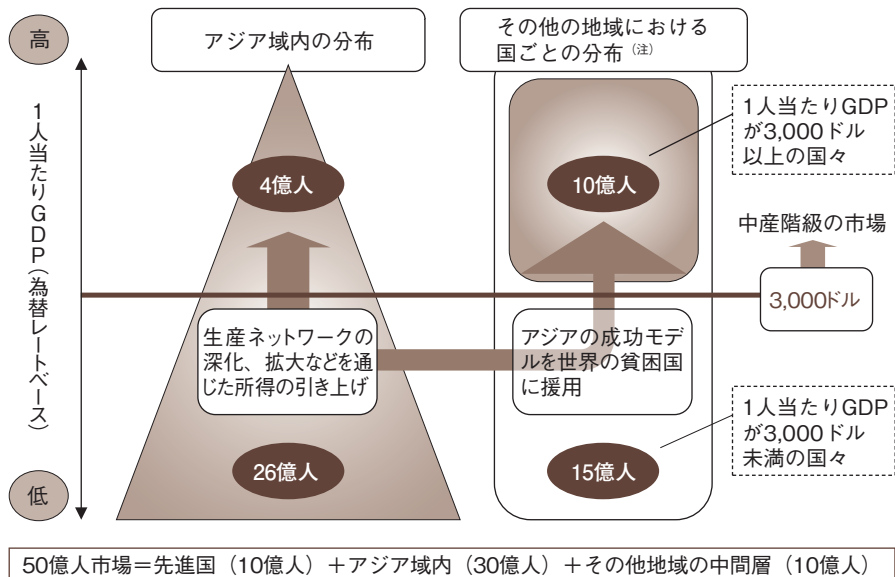 高
アジア域内の分布
その他の地域における
国ごとの分布（注）
1人当たりGDP（為替レートベース）
1人当たりGDP
が3,000ドル
以上の国々
4億人
10億人
中産階級の市場
3,000ドル
生産ネットワークの
深化、拡大などを通
じた所得の引き上げ
アジアの成功モデ
ルを世界の貧困国
に援用
1人当たりGDP
が3,000ドル
未満の国々
26億人
15億人
低
50億人市場＝先進国（10億人）＋アジア域内（30億人）＋その他地域の中間層（10億人）